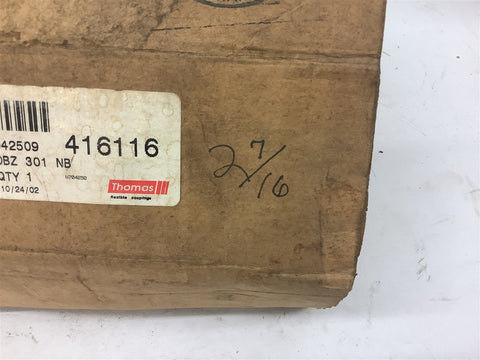 42509 416116
DBZ 301 NB
QTY 1
10/24/02
Thomas
flexible couplings
2 7/16